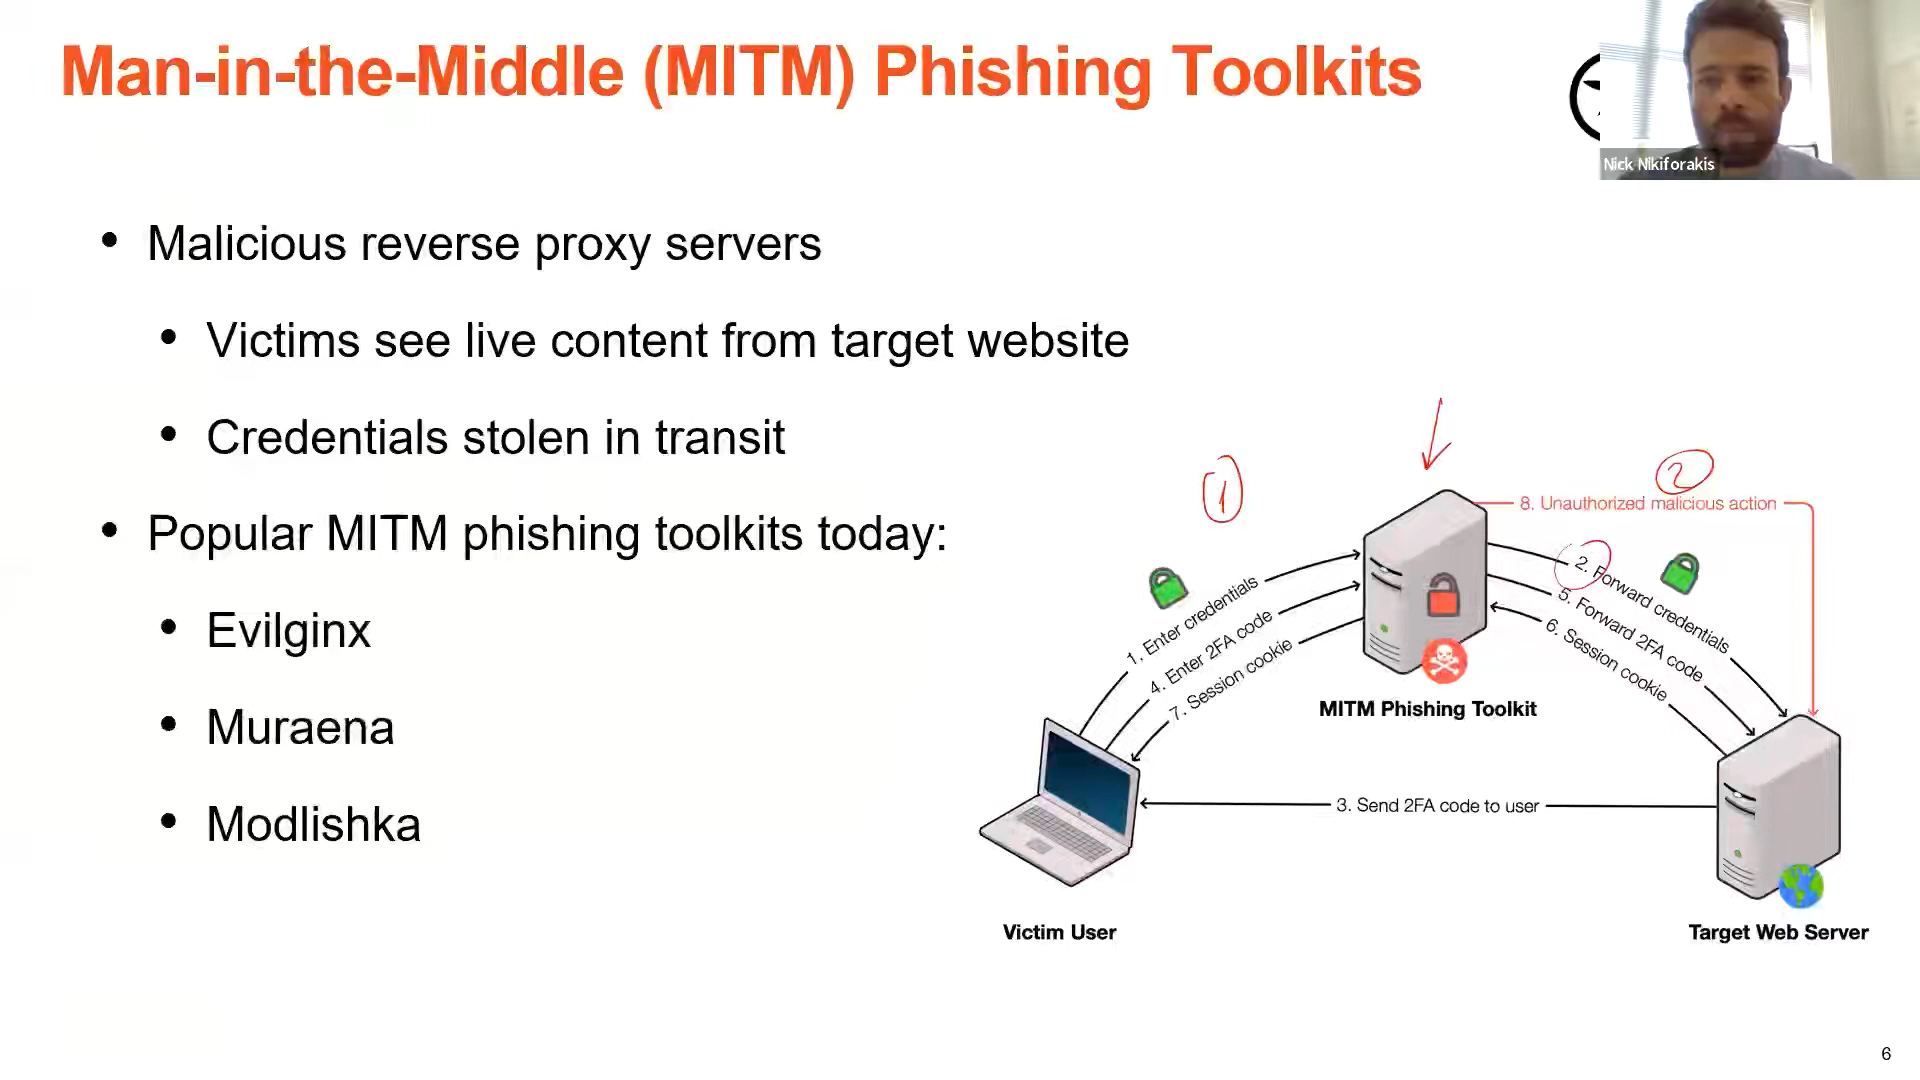 Man-in-the-Middle (MITM) Phishing Toolkits
Nick Nikiforakis
• Malicious reverse proxy servers
• Victims see live content from target website
• Credentials stolen in transit
• Popular MITM phishing toolkits today:
• Evilginx
• Muraena
• Modlishka
1
2
8. Unauthorized malicious action
1. Enter credentials
4. Enter 2FA code
7. Session cookie
2. Forward credentials
5. Forward 2FA code
6. Session cookie
MITM Phishing Toolkit
3. Send 2FA code to user
Victim User
Target Web Server
6